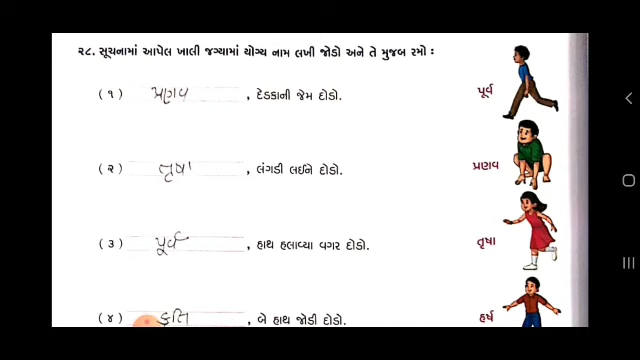 ૨૮. સૂચનામાં આપેલ ખાલી જગ્યામાં યોગ્ય નામ લખી જોડો અને તે મુજબ રમો :
(૧) પ્રણવ , દેડકાની જેમ દોડો. પૂર્વ
(૨) તૃષા , લંગડી લઈને દોડો. પ્રણવ
(૩) પૂર્વ , હાથ હલાવ્યા વગર દોડો. તૃષા
(૪) કૃતિ , બે હાથ જોડી દોડો. હર્ષ